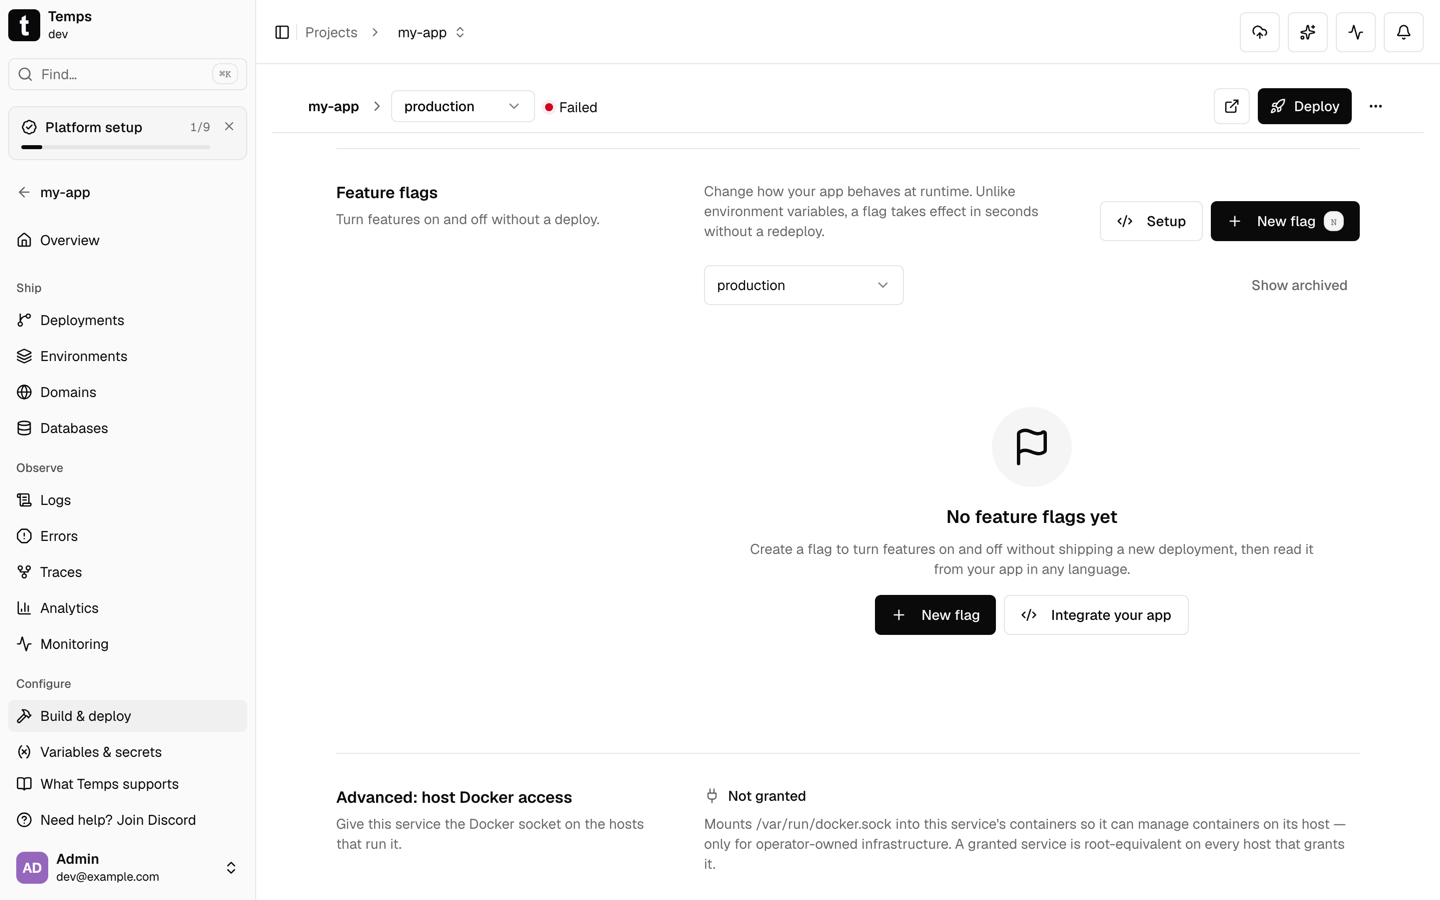 Temps
dev
Find...
⌘K
Platform setup
1/9
my-app
Overview
Ship
Deployments
Environments
Domains
Databases
Observe
Logs
Errors
Traces
Analytics
Monitoring
Configure
Build & deploy
Variables & secrets
What Temps supports
Need help? Join Discord
AD
Admin
dev@example.com
Projects
my-app
my-app
production
Failed
Deploy
Feature flags
Turn features on and off without a deploy.
Change how your app behaves at runtime. Unlike
environment variables, a flag takes effect in seconds
without a redeploy.
Setup
New flag
N
production
Show archived
No feature flags yet
Create a flag to turn features on and off without shipping a new deployment, then read it
from your app in any language.
New flag
Integrate your app
Advanced: host Docker access
Give this service the Docker socket on the hosts
that run it.
Not granted
Mounts /var/run/docker.sock into this service's containers so it can manage containers on its host —
only for operator-owned infrastructure. A granted service is root-equivalent on every host that grants
it.